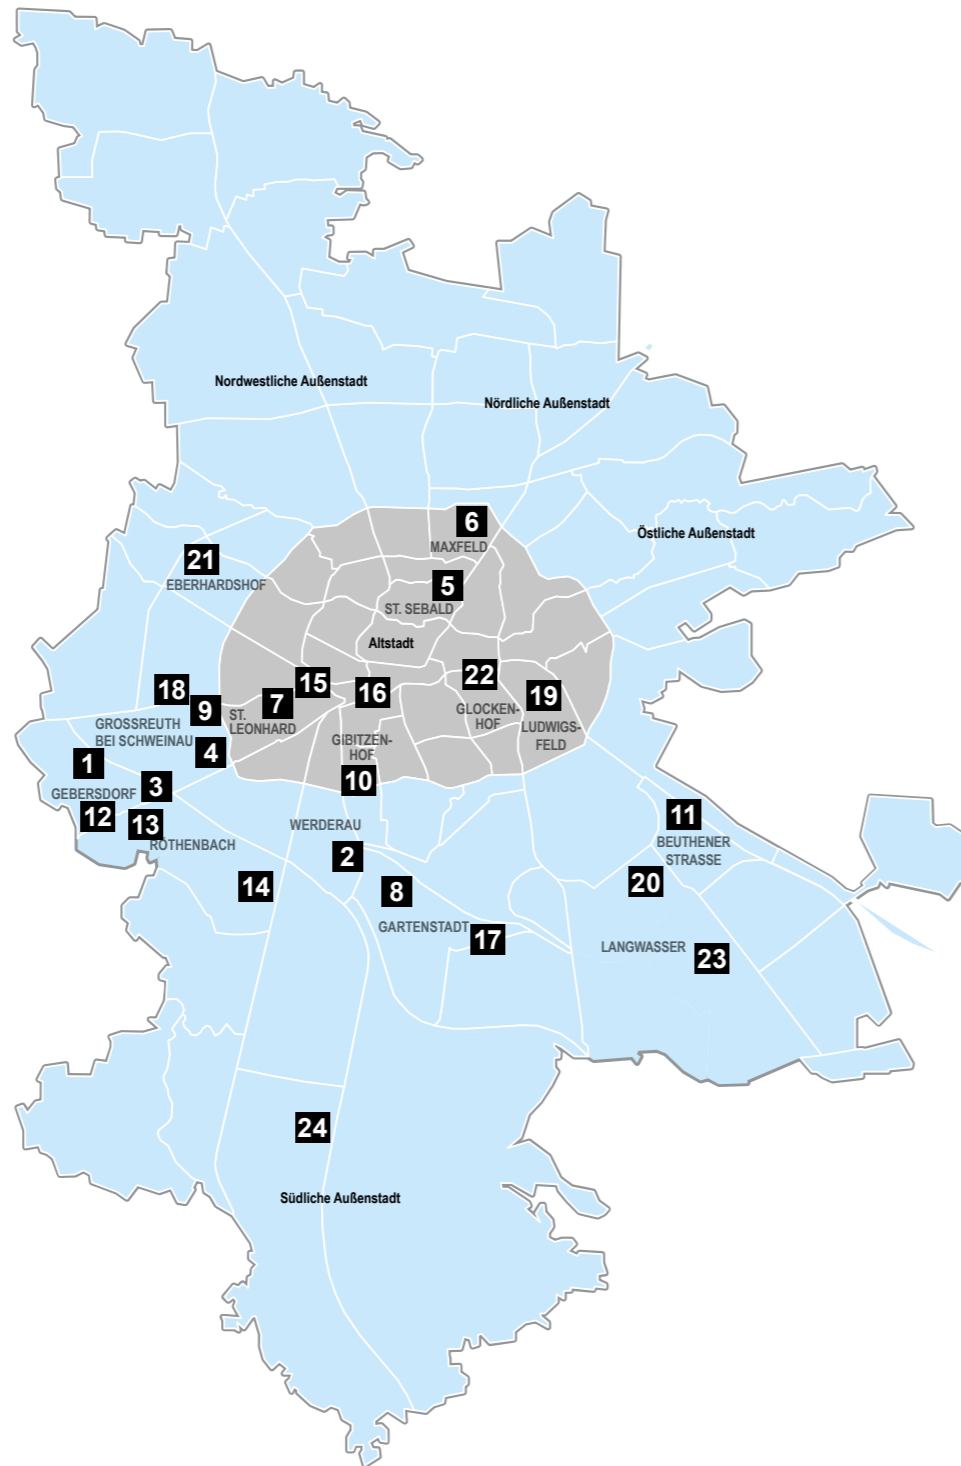 Nordwestliche Außenstadt
Nördliche Außenstadt
6
MAXFELD
Östliche Außenstadt
21
EBERHARDSHOF
5
ST. SEBALD
Altstadt
18
9
7
15
16
22
19
ST.
LEONHARD
GLOCKEN-
HOF
LUDWIGS-
FELD
GROSSREUTH
BEI SCHWEINAU
4
GIBITZEN-
HOF
10
1
GEBERSDORF
3
12
13
RÖTHENBACH
WERDERAU
2
11
BEUTHENER
STRASSE
14
8
20
GARTENSTADT
17
LANGWASSER
23
24
Südliche Außenstadt